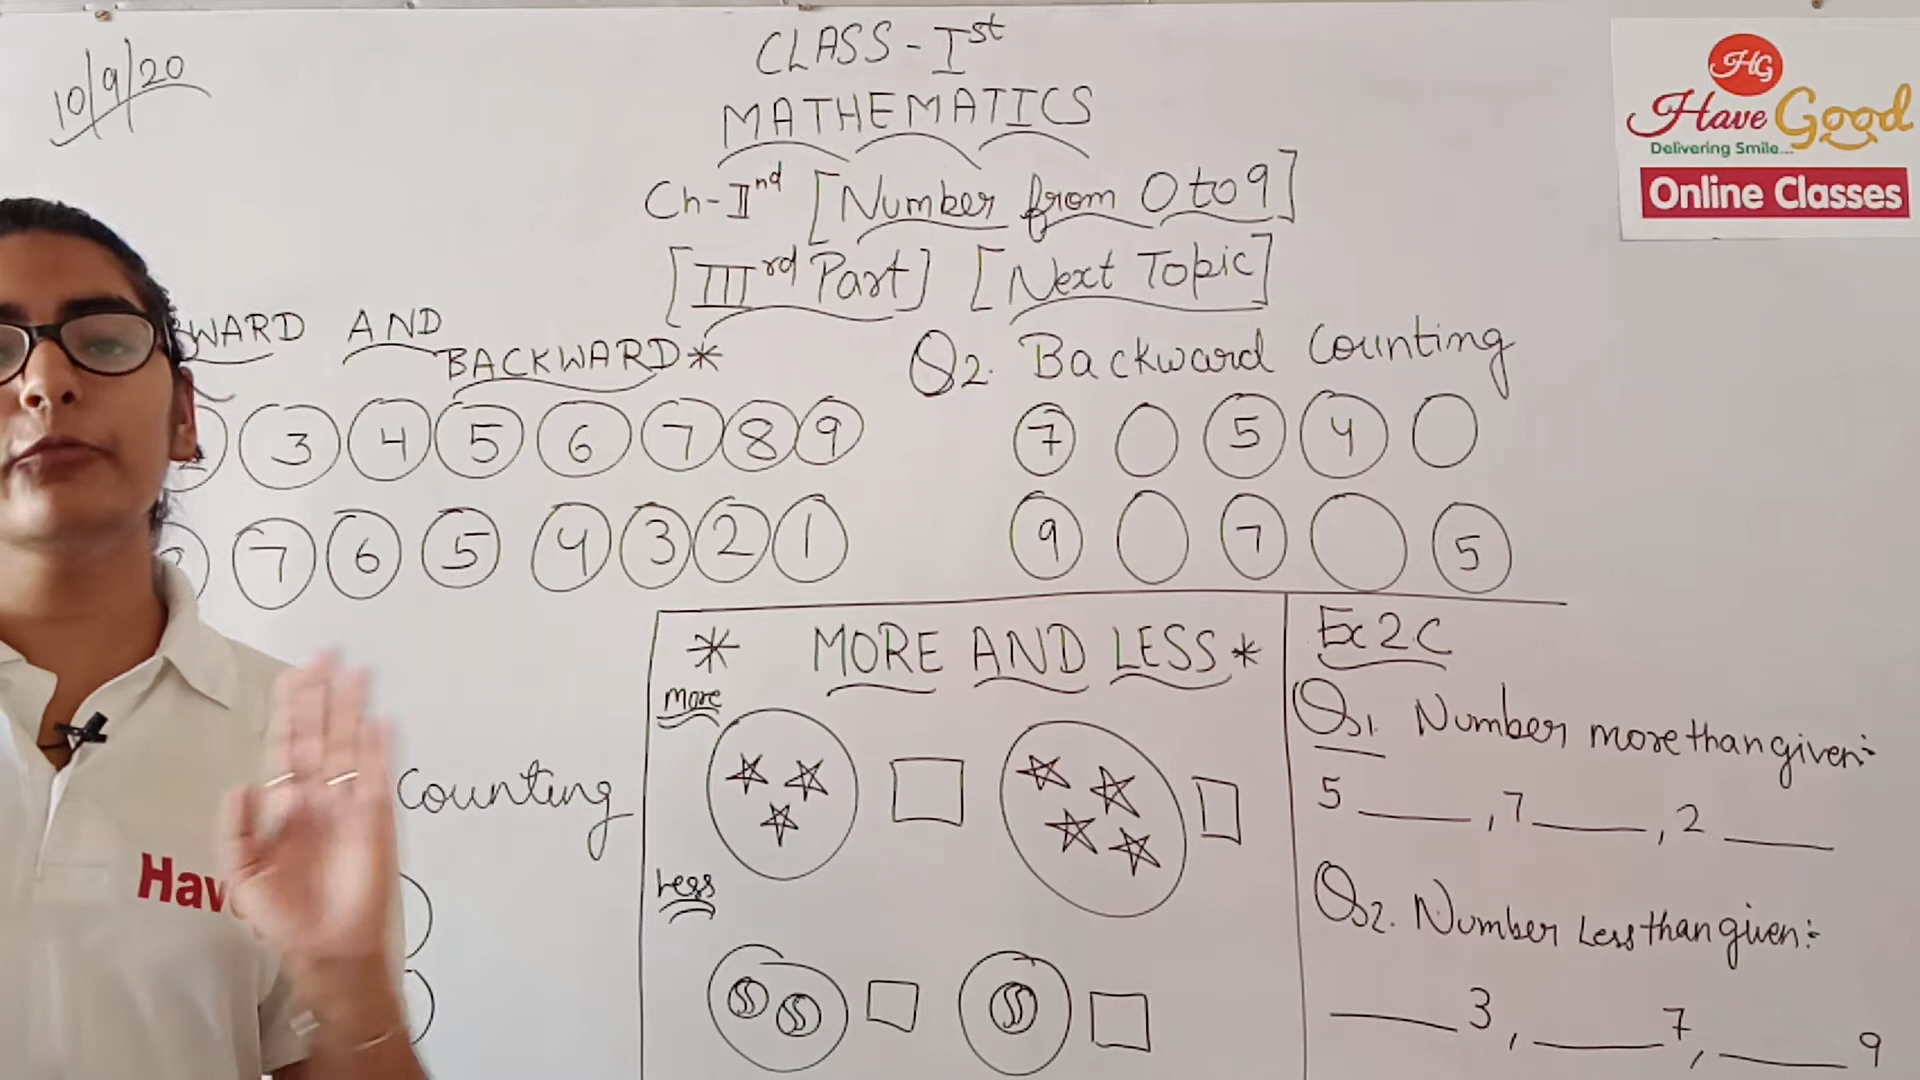 10/9/20
CLASS - Ist
MATHEMATICS
Ch-IInd [Number from 0 to 9]
[IIIrd Part] [Next Topic]
HG
Have Good
Delivering Smile...
Online Classes
WARD AND
BACKWARD*
3 4 5 6 7 8 9
7 6 5 4 3 2 1
Counting
Q2. Backward Counting
7 5 4
9 7 5
* MORE AND LESS *
More
Less
Ex 2C
Q1. Number more than given:-
5 ____ , 7 ____ , 2 ____
Q2. Number Less than given:-
____ 3 , ____ 7 , ____ 9
Hav